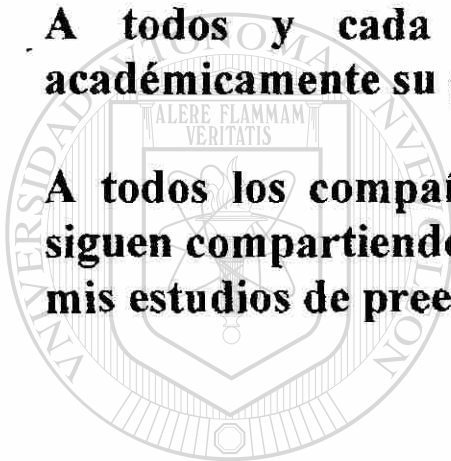 A todos y cada
académicamente su
A todos los compañ
siguen compartiendo
mis estudios de pree
ALERE FLAMMAM
VERITATIS